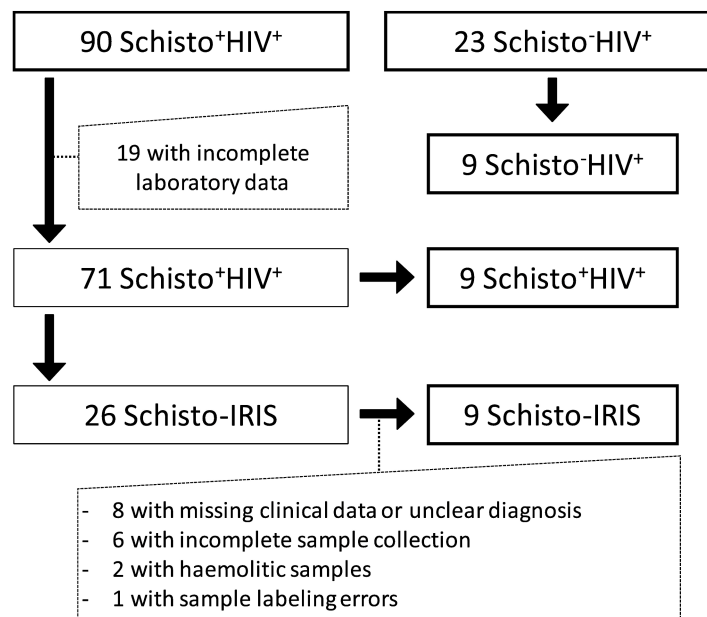 90 Schisto⁺HIV⁺
23 Schisto⁻HIV⁺
19 with incomplete
laboratory data
9 Schisto⁻HIV⁺
71 Schisto⁺HIV⁺
9 Schisto⁺HIV⁺
26 Schisto-IRIS
9 Schisto-IRIS
- 8 with missing clinical data or unclear diagnosis
- 6 with incomplete sample collection
- 2 with haemolitic samples
- 1 with sample labeling errors